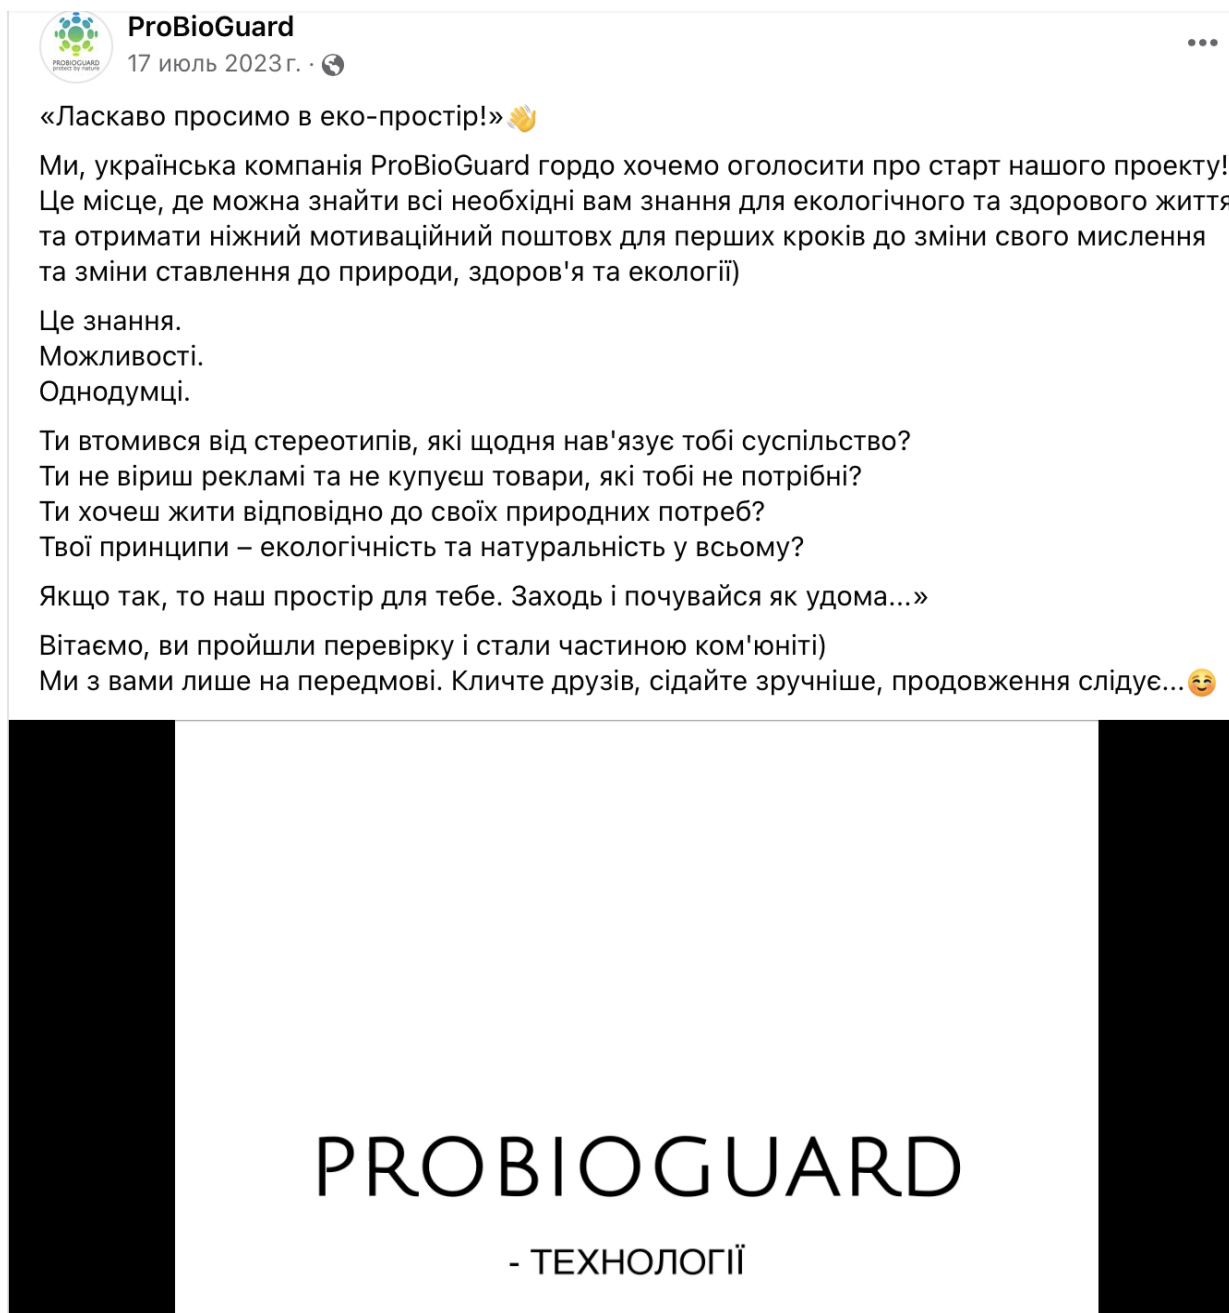 ProBioGuard
17 июль 2023 г. ·
PROBIOGUARD
protect by nature
«Ласкаво просимо в еко-простір!»👋
Ми, українська компанія ProBioGuard гордо хочемо оголосити про старт нашого проекту!
Це місце, де можна знайти всі необхідні вам знання для екологічного та здорового життя
та отримати ніжний мотиваційний поштовх для перших кроків до зміни свого мислення
та зміни ставлення до природи, здоров'я та екології)
Це знання.
Можливості.
Однодумці.
Ти втомився від стереотипів, які щодня нав'язує тобі суспільство?
Ти не віриш рекламі та не купуєш товари, які тобі не потрібні?
Ти хочеш жити відповідно до своїх природних потреб?
Твої принципи – екологічність та натуральність у всьому?
Якщо так, то наш простір для тебе. Заходь і почувайся як удома...»
Вітаємо, ви пройшли перевірку і стали частиною ком'юніті)
Ми з вами лише на передмові. Кличте друзів, сідайте зручніше, продовження слідує...☺️
PROBIOGUARD
- ТЕХНОЛОГІЇ